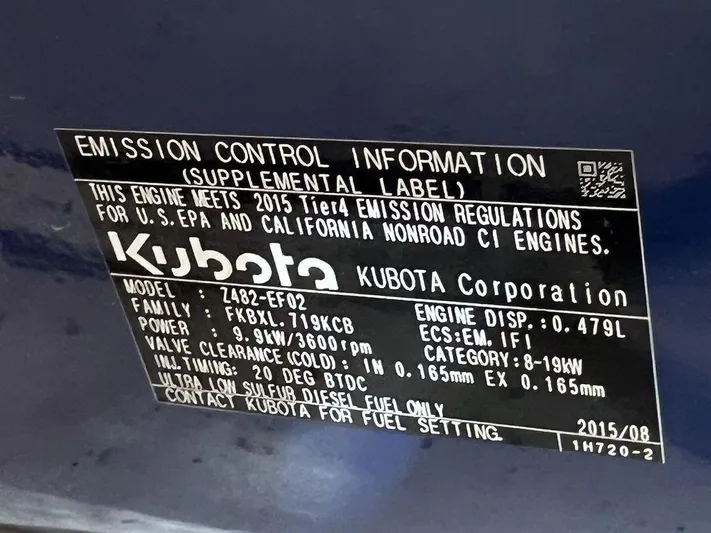 EMISSION CONTROL INFORMATION
(SUPPLEMENTAL LABEL)
THIS ENGINE MEETS 2015 Tier4 EMISSION REGULATIONS
FOR U.S.EPA AND CALIFORNIA NONROAD CI ENGINES.
Kubota KUBOTA Corporation
MODEL : Z482-EF02 ENGINE DISP.:0.479L
FAMILY : FKBXL.719KCB ECS:EM,IFI
POWER : 9.9kW/3600rpm CATEGORY:8-19kW
VALVE CLEARANCE(COLD): IN 0.165mm EX 0.165mm
INJ.TIMING: 20 DEG BTDC
ULTRA LOW SULFUR DIESEL FUEL ONLY
CONTACT KUBOTA FOR FUEL SETTING. 2015/08
1H720-2